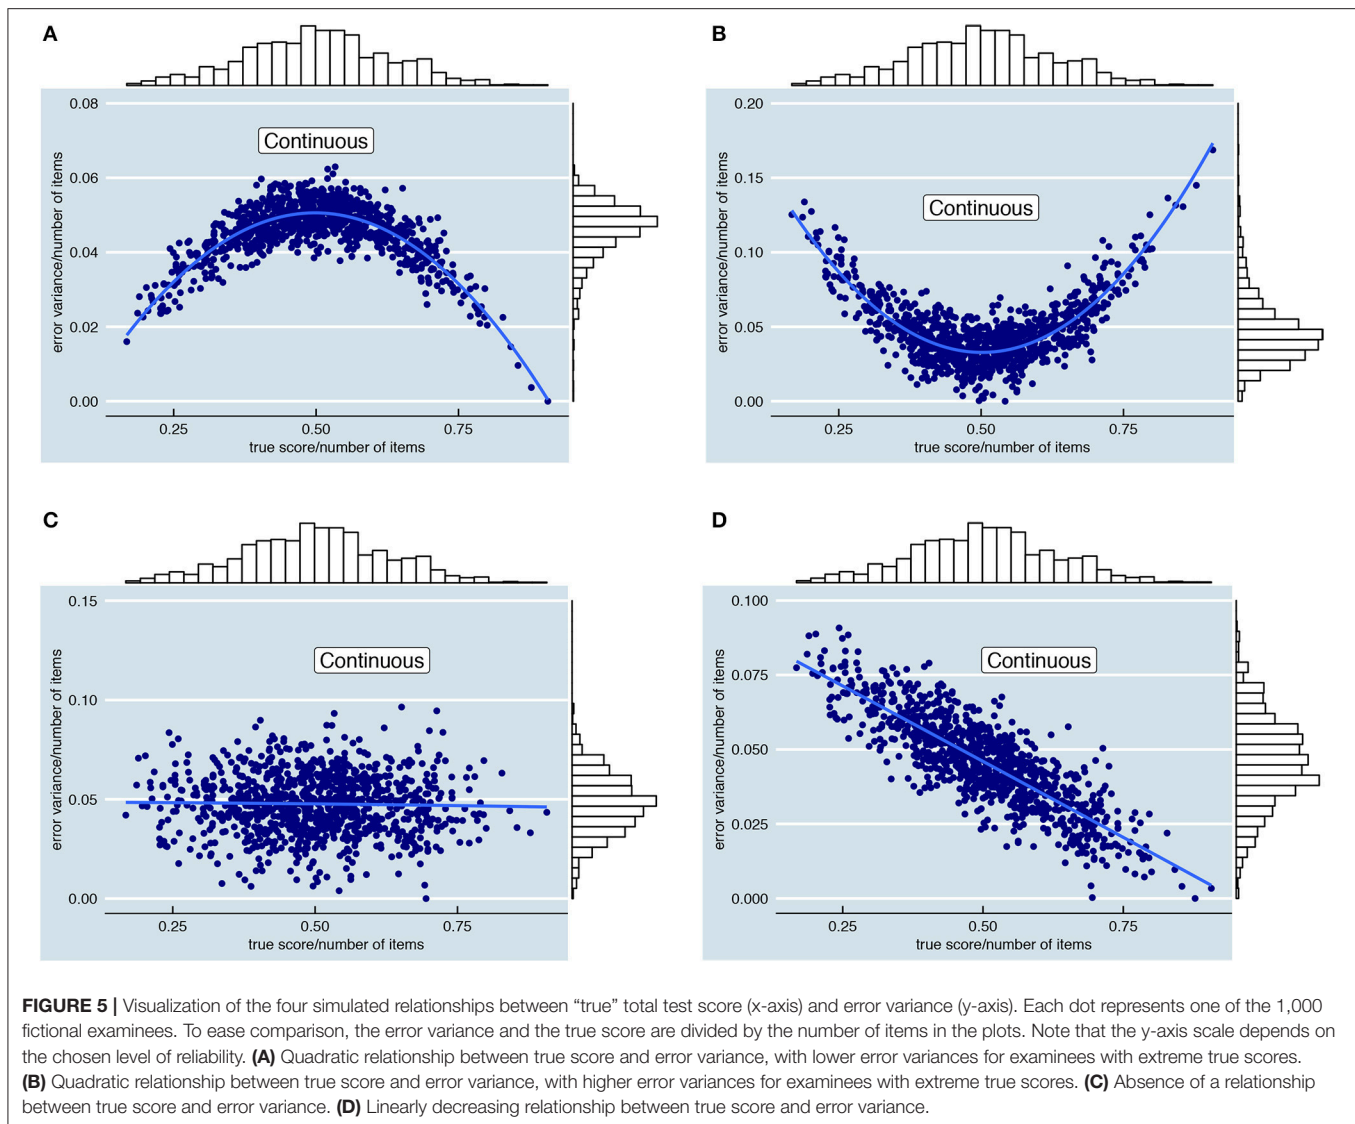 A
0.08
0.06
0.04
0.02
0.00
error variance/number of items
Continuous
0.25 0.50 0.75
true score/number of items
B
0.20
0.15
0.10
0.05
0.00
error variance/number of items
Continuous
0.25 0.50 0.75
true score/number of items
C
0.15
0.10
0.05
0.00
error variance/number of items
Continuous
0.25 0.50 0.75
true score/number of items
D
0.100
0.075
0.050
0.025
0.000
error variance/number of items
Continuous
0.25 0.50 0.75
true score/number of items
FIGURE 5 | Visualization of the four simulated relationships between “true” total test score (x-axis) and error variance (y-axis). Each dot represents one of the 1,000
fictional examinees. To ease comparison, the error variance and the true score are divided by the number of items in the plots. Note that the y-axis scale depends on
the chosen level of reliability. (A) Quadratic relationship between true score and error variance, with lower error variances for examinees with extreme true scores.
(B) Quadratic relationship between true score and error variance, with higher error variances for examinees with extreme true scores. (C) Absence of a relationship
between true score and error variance. (D) Linearly decreasing relationship between true score and error variance.